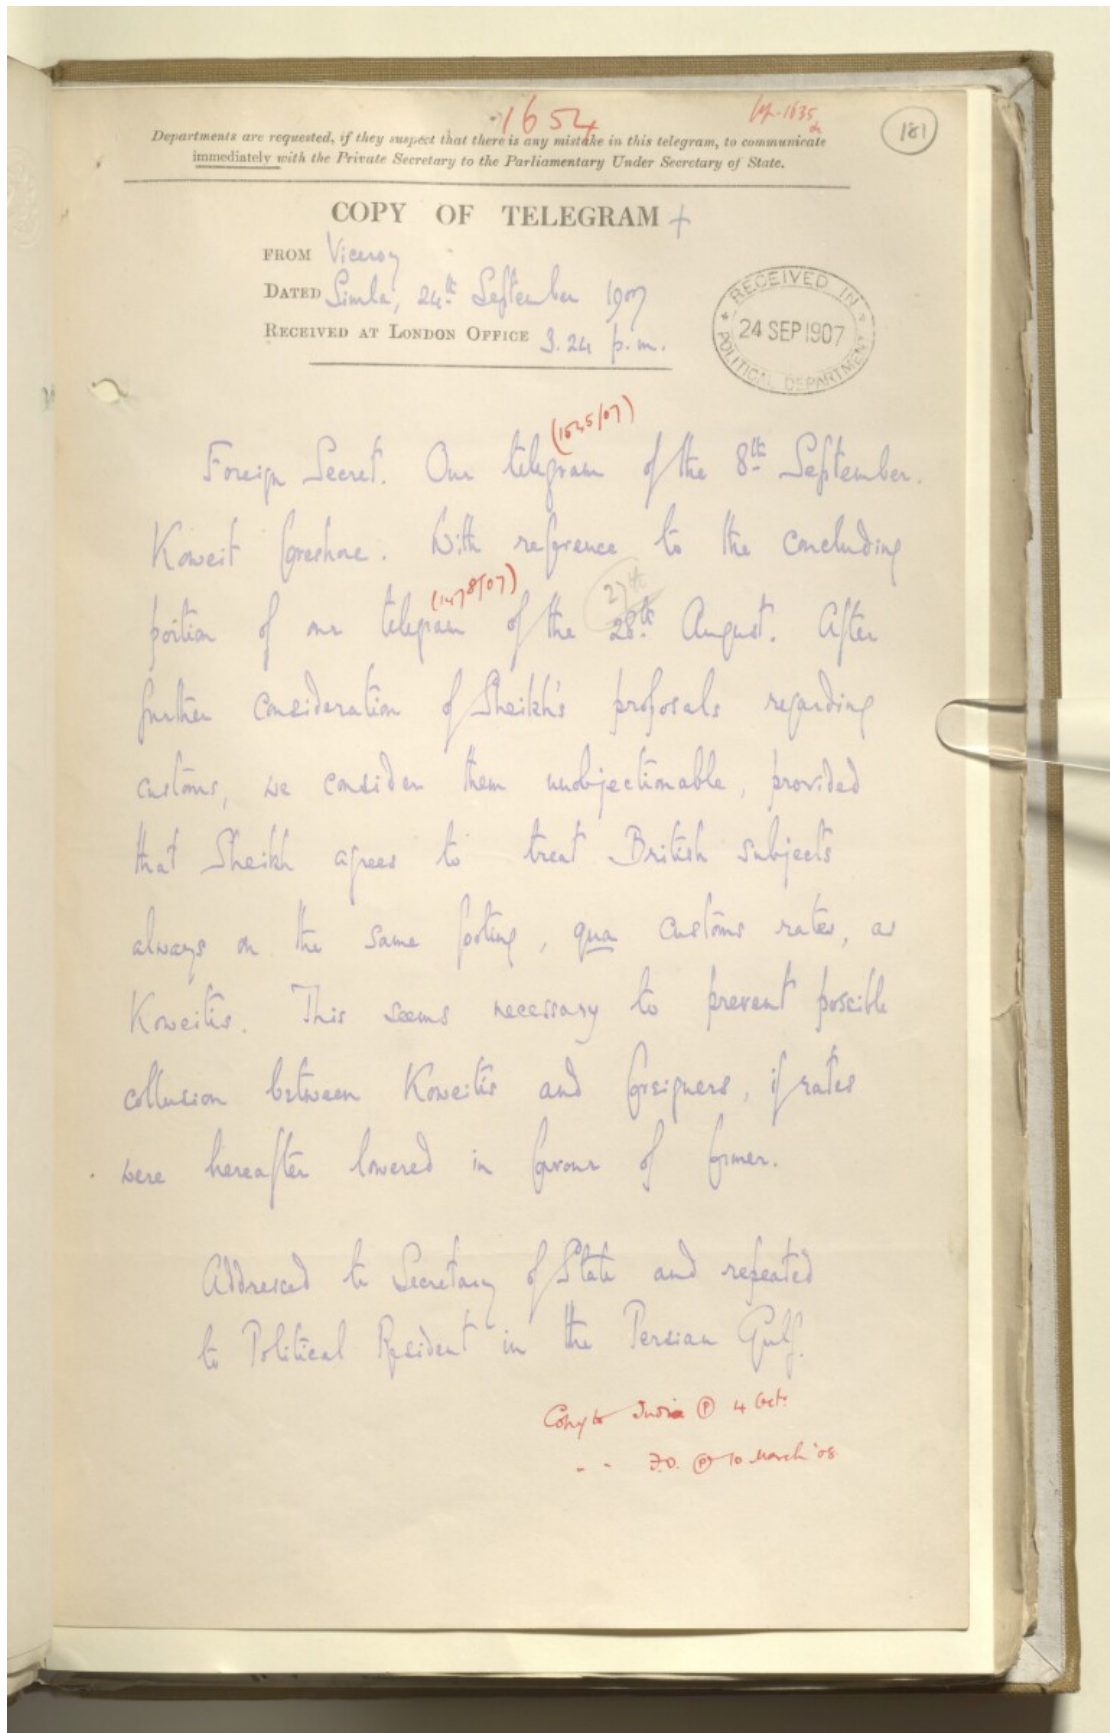 1654
181
Departments are requested, if they suspect that there is any mistake in this telegram, to communicate
immediately with the Private Secretary to the Parliamentary Under Secretary of State.
COPY OF TELEGRAM +
FROM Viceroy
DATED Simla, 24th September 1907
RECEIVED AT LONDON OFFICE 3.24 p.m.
RECEIVED IN
24 SEP 1907
POLITICAL DEPARTMENT
(1635/07)
Foreign Secret. Our telegram of the 8th September.
Koweit foreshore. With reference to the concluding
(1478/07) 27th
portion of our telegram of the 28th August. After
further consideration of Sheikh's proposals regarding
customs, we consider them unobjectionable, provided
that Sheikh agrees to treat British subjects
always on the same footing, qua customs rates, as
Koweitis. This seems necessary to prevent possible
collusion between Koweitis and foreigners, if rates
were hereafter lowered in favour of former.
Addressed to Secretary of State and repeated
to Political Resident in the Persian Gulf.
Copy to India (P) 4 Oct:
" " F.O. (P) 10 March '08.